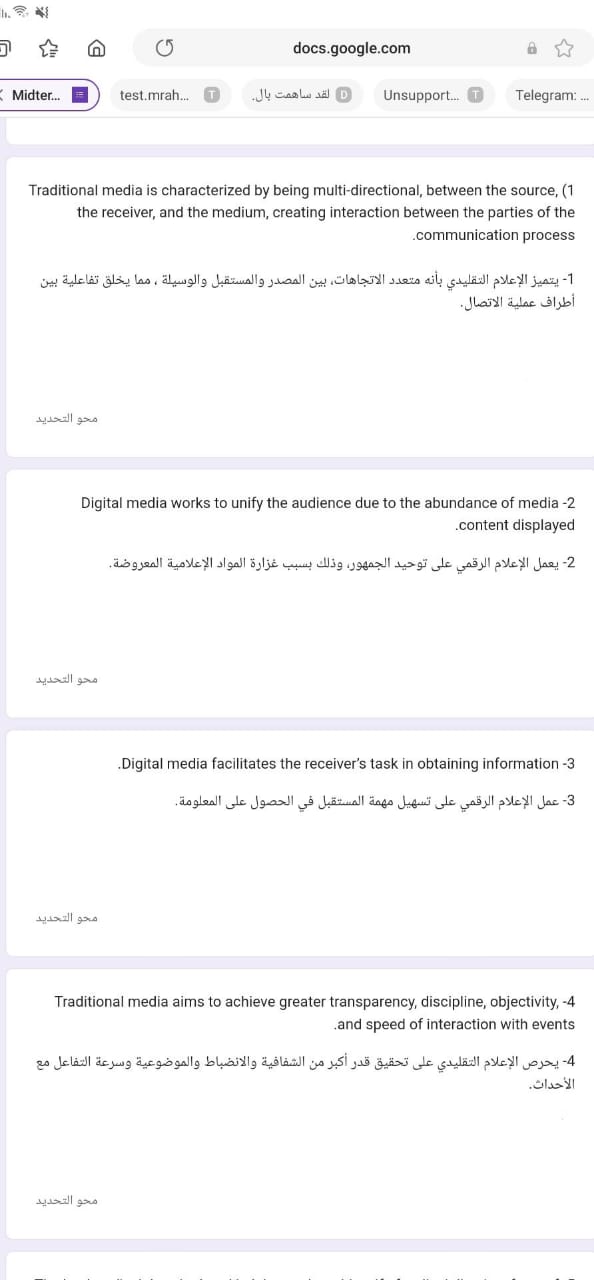 docs.google.com
Midter...
test.mrah...
T
لقد ساهمت بال.
D
Unsupport...
T
Telegram: ...
Traditional media is characterized by being multi-directional, between the source, (1
the receiver, and the medium, creating interaction between the parties of the
.communication process
1- يتميز الإعلام التقليدي بأنه متعدد الاتجاهات، بين المصدر والمستقبل والوسيلة ، مما يخلق تفاعلية بين
أطراف عملية الاتصال.
محو التحديد
Digital media works to unify the audience due to the abundance of media -2
.content displayed
2- يعمل الإعلام الرقمي على توحيد الجمهور، وذلك بسبب غزارة المواد الإعلامية المعروضة.
محو التحديد
.Digital media facilitates the receiver's task in obtaining information -3
3- عمل الإعلام الرقمي على تسهيل مهمة المستقبل في الحصول على المعلومة.
محو التحديد
Traditional media aims to achieve greater transparency, discipline, objectivity, -4
.and speed of interaction with events
4- يحرص الإعلام التقليدي على تحقيق قدر أكبر من الشفافية والانضباط والموضوعية وسرعة التفاعل مع
الأحداث.
محو التحديد